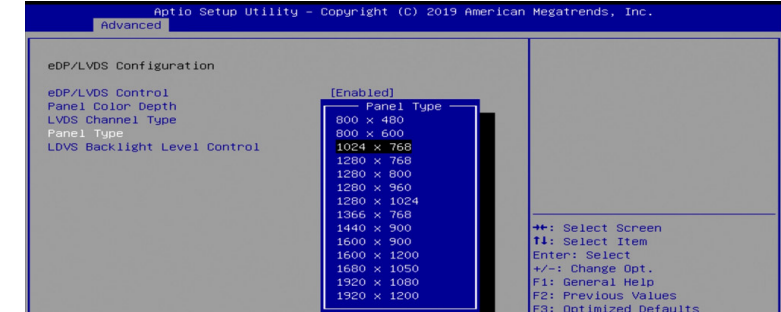 Aptio Setup Utility – Copyright (C) 2019 American Megatrends, Inc.
Advanced
eDP/LVDS Configuration
eDP/LVDS Control [Enabled]
Panel Color Depth
LVDS Channel Type
Panel Type
LDVS Backlight Level Control
Panel Type
800 x 480
800 x 600
1024 x 768
1280 x 768
1280 x 800
1280 x 960
1280 x 1024
1366 x 768
1440 x 900
1600 x 900
1600 x 1200
1680 x 1050
1920 x 1080
1920 x 1200
→←: Select Screen
↑↓: Select Item
Enter: Select
+/-: Change Opt.
F1: General Help
F2: Previous Values
F3: Optimized Defaults